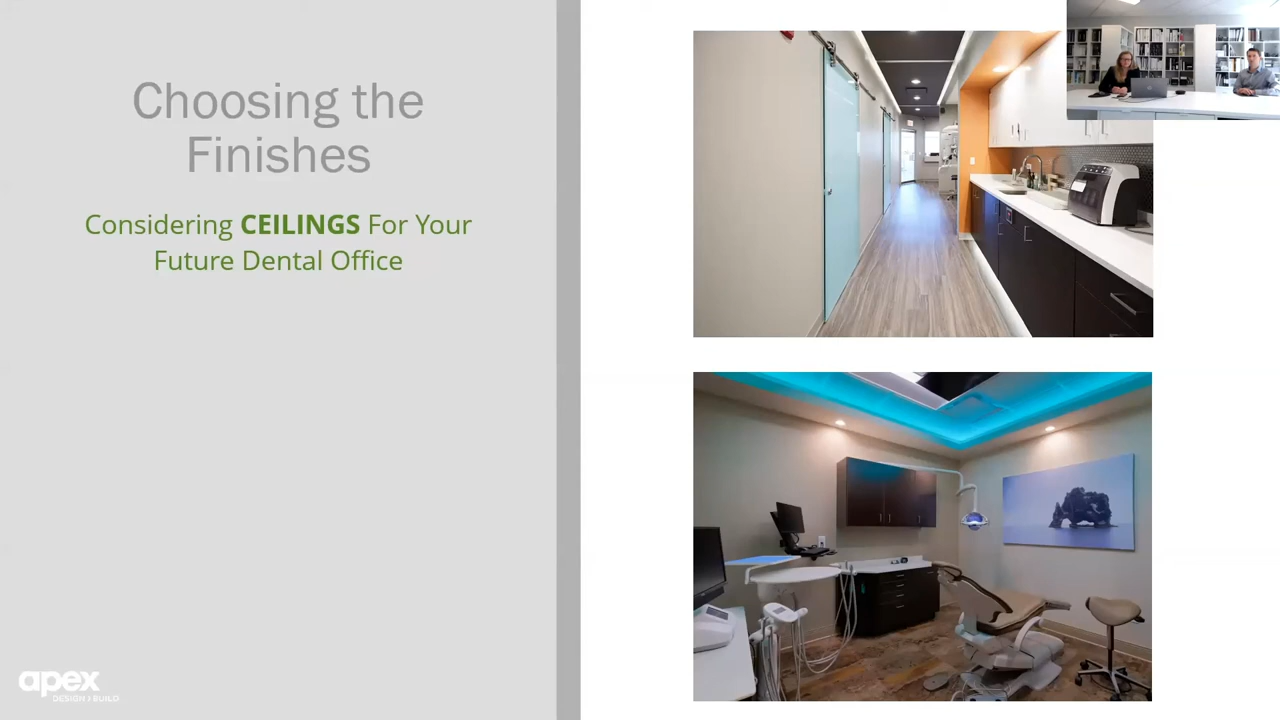 Choosing the
Finishes
Considering CEILINGS For Your
Future Dental Office
apex
DESIGN > BUILD